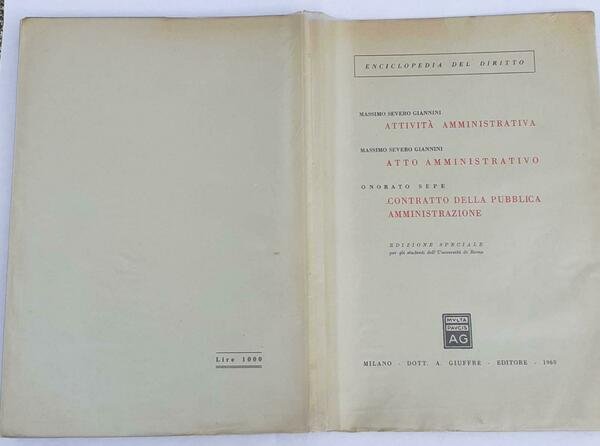 Lire 1000
ENCICLOPEDIA DEL DIRITTO
MASSIMO SEVERO GIANNINI
ATTIVITÀ AMMINISTRATIVA
MASSIMO SEVERO GIANNINI
ATTO AMMINISTRATIVO
ONORATO SEPE
CONTRATTO DELLA PUBBLICA
AMMINISTRAZIONE
EDIZIONE SPECIALE
per gli studenti dell'Università di Roma
MVLTA
PAVCIS
AG
MILANO - DOTT. A. GIUFFRÈ - EDITORE - 1960